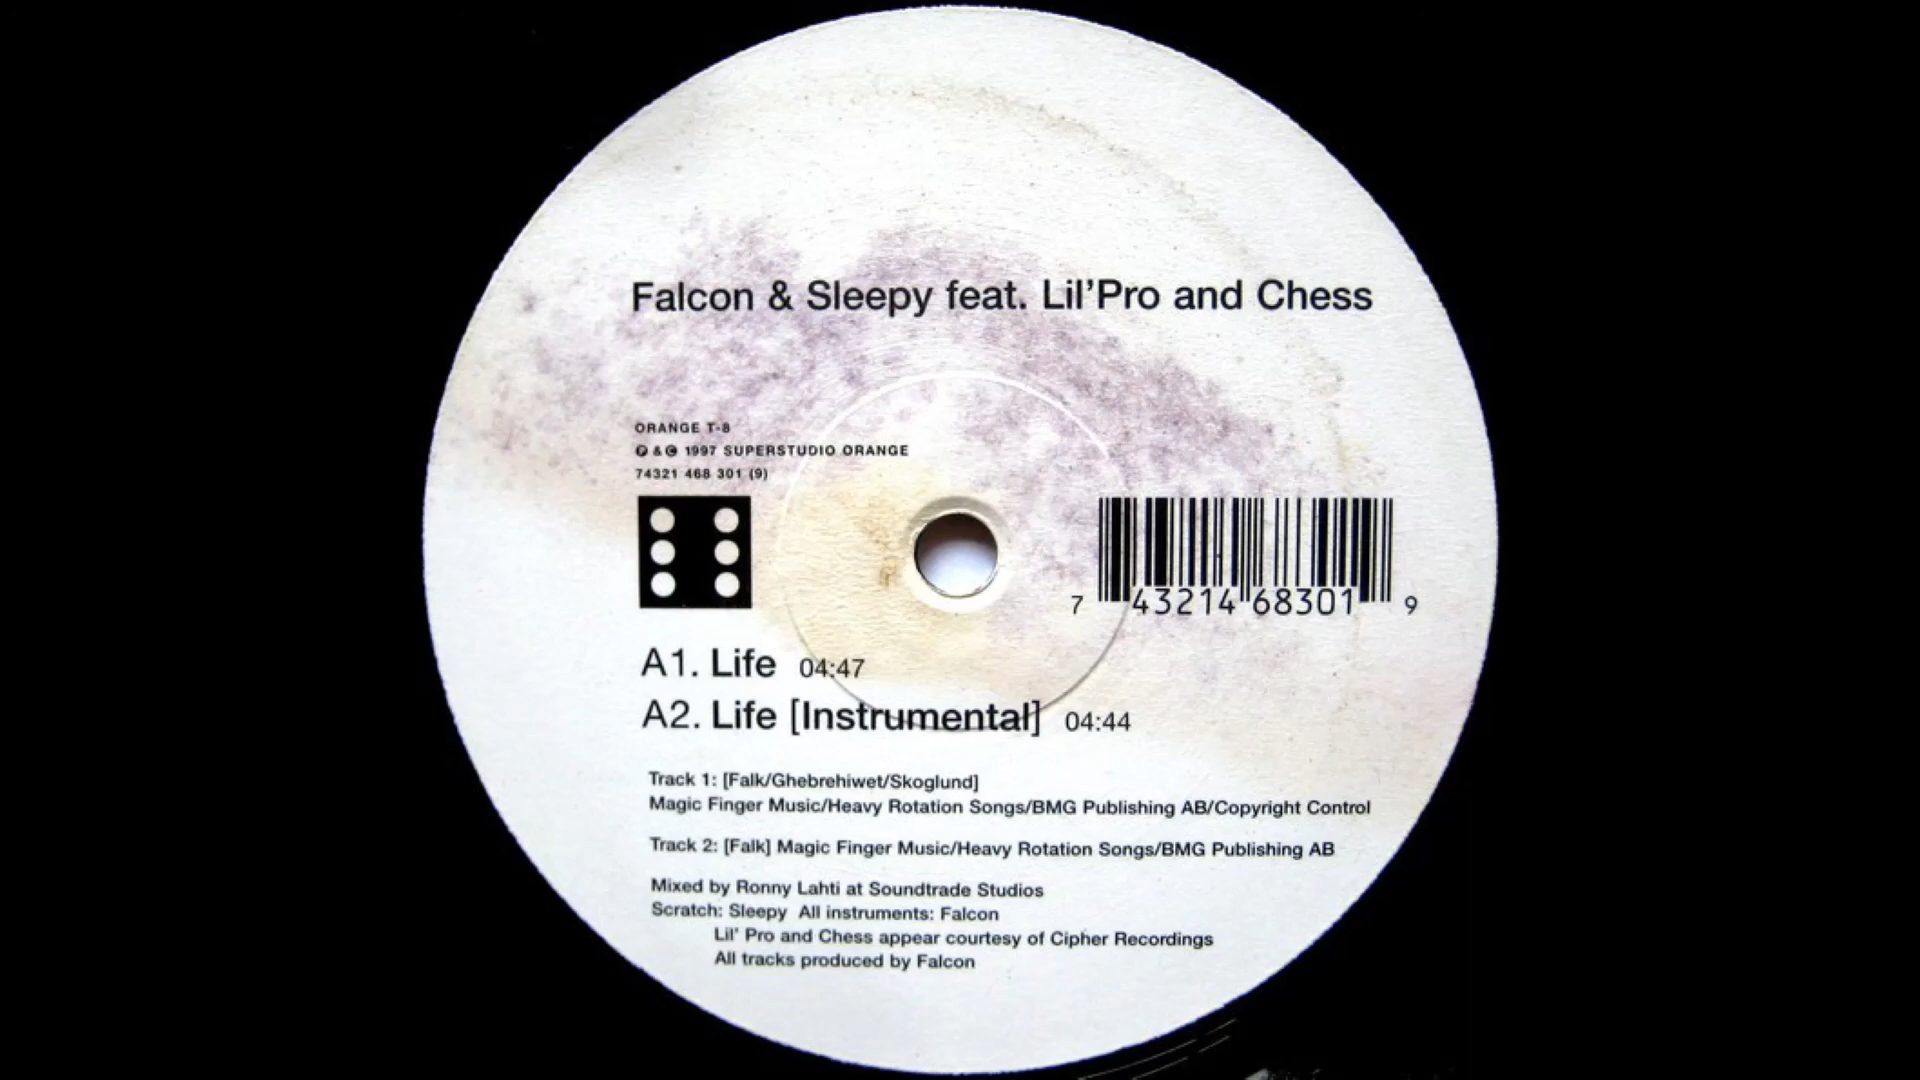 Falcon & Sleepy feat. Lil'Pro and Chess
ORANGE T-8
℗ & © 1997 SUPERSTUDIO ORANGE
74321 468 301 (9)
7 43214 68301 9
A1. Life 04:47
A2. Life [Instrumental] 04:44
Track 1: [Falk/Ghebrehiwet/Skoglund]
Magic Finger Music/Heavy Rotation Songs/BMG Publishing AB/Copyright Control
Track 2: [Falk] Magic Finger Music/Heavy Rotation Songs/BMG Publishing AB
Mixed by Ronny Lahti at Soundtrade Studios
Scratch: Sleepy All instruments: Falcon
Lil' Pro and Chess appear courtesy of Cipher Recordings
All tracks produced by Falcon